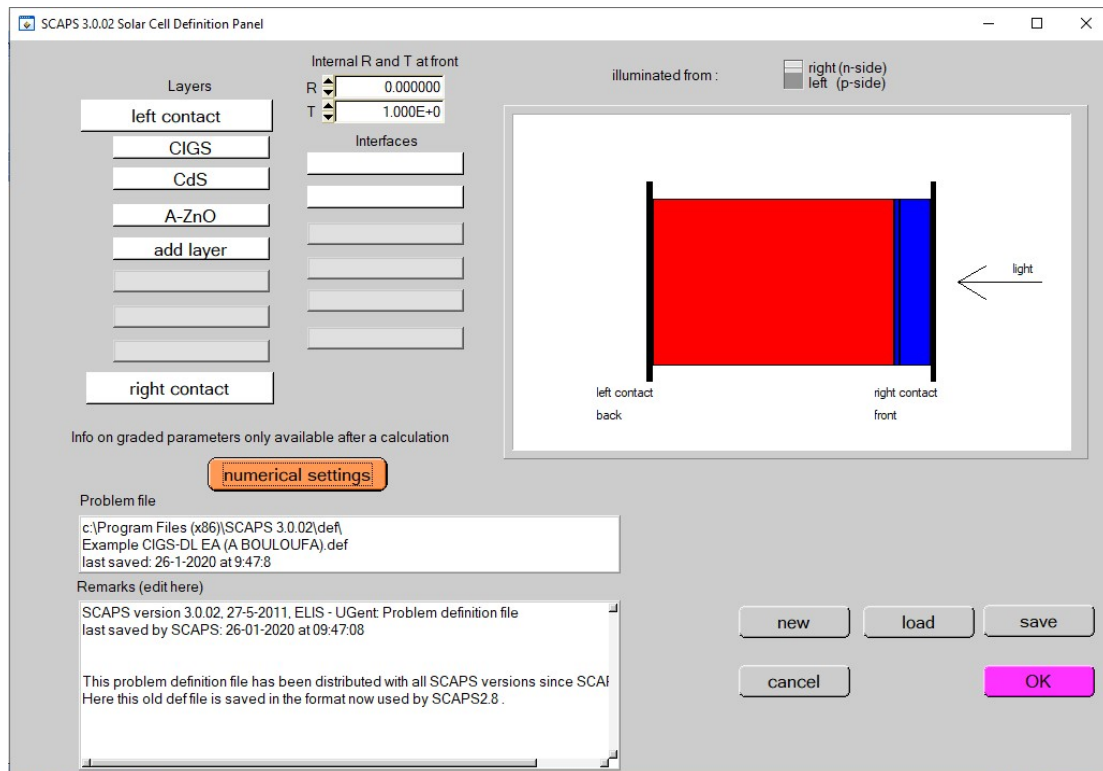 SCAPS 3.0.02 Solar Cell Definition Panel
Layers
left contact
CIGS
CdS
A-ZnO
add layer
right contact
Internal R and T at front
R 0.000000
T 1.000E+0
Interfaces
illuminated from :
right (n-side)
left (p-side)
light
left contact
back
right contact
front
Info on graded parameters only available after a calculation
numerical settings
Problem file
c:\Program Files (x86)\SCAPS 3.0.02\def\
Example CIGS-DL EA (A BOULOUFA).def
last saved: 26-1-2020 at 9:47:8
Remarks (edit here)
SCAPS version 3.0.02, 27-5-2011, ELIS - UGent: Problem definition file
last saved by SCAPS: 26-01-2020 at 09:47:08
This problem definition file has been distributed with all SCAPS versions since SCAP
Here this old def file is saved in the format now used by SCAPS2.8 .
new
load
save
cancel
OK